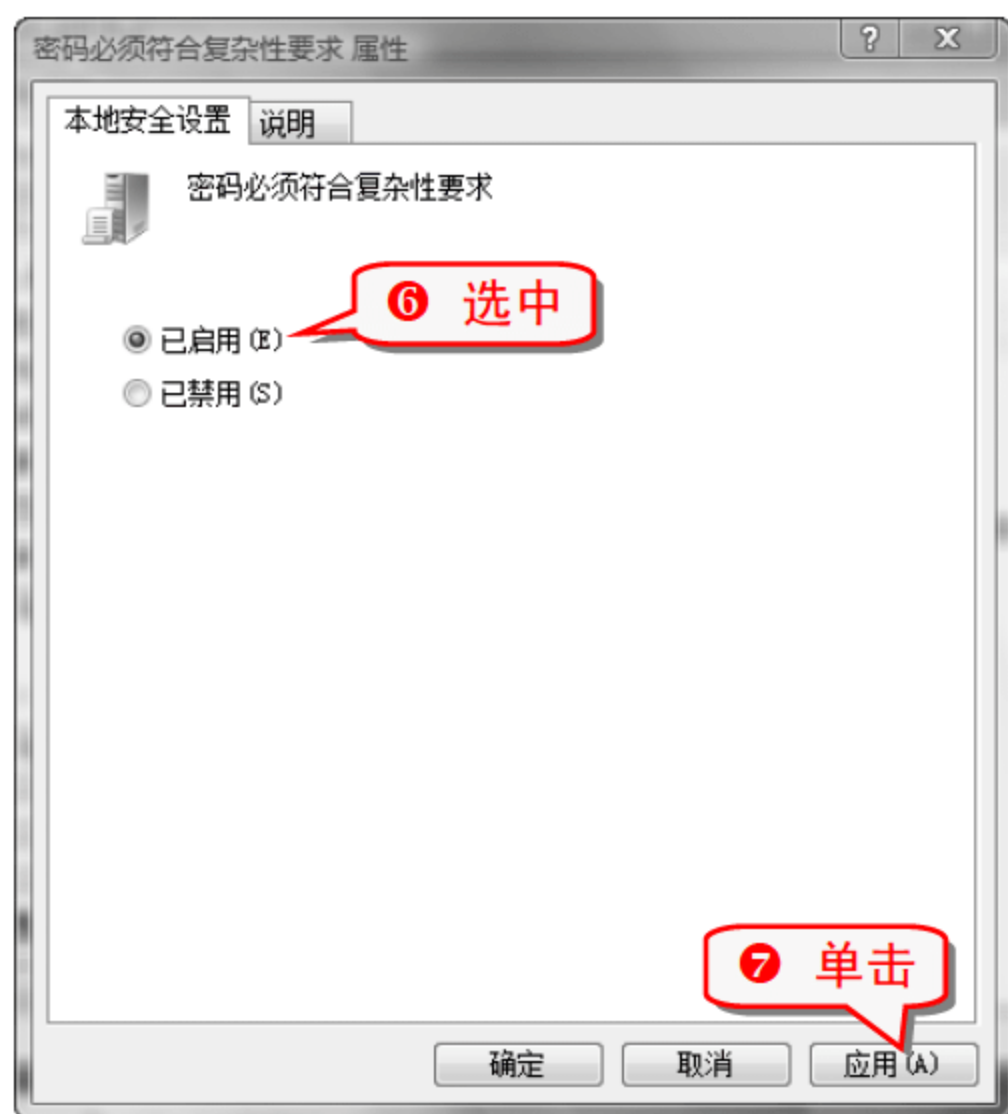 密码必须符合复杂性要求 属性
本地安全设置 说明
密码必须符合复杂性要求
❻ 选中
已启用(E)
已禁用(S)
❼ 单击
确定 取消 应用(A)